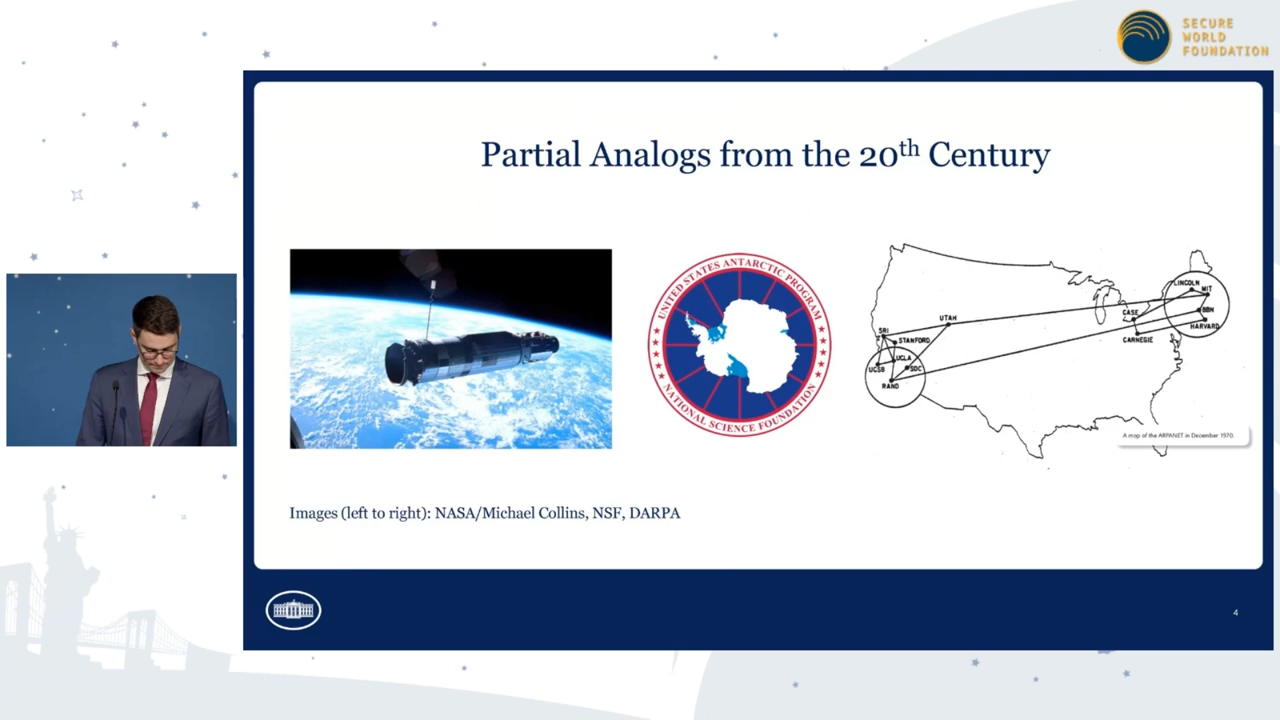 SECURE
WORLD
FOUNDATION
Partial Analogs from the 20th Century
UNITED STATES ANTARCTIC PROGRAM
NATIONAL SCIENCE FOUNDATION
LINCOLN
MIT
CASE
BBN
HARVARD
CARNEGIE
UTAH
SRI
STANFORD
UCLA
UCSB
SDC
RAND
A map of the ARPANET in December 1970.
Images (left to right): NASA/Michael Collins, NSF, DARPA
4